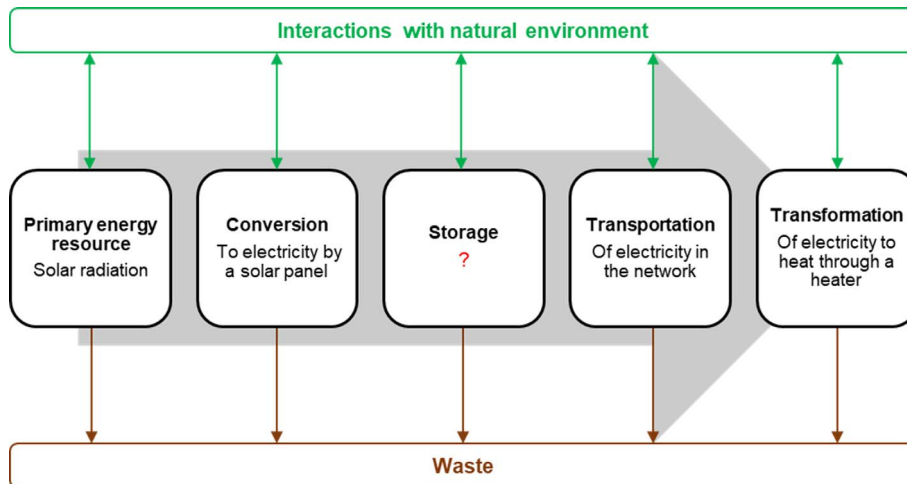 Interactions with natural environment
Primary energy
resource
Solar radiation
Conversion
To electricity by
a solar panel
Storage
?
Transportation
Of electricity in
the network
Transformation
Of electricity to
heat through a
heater
Waste